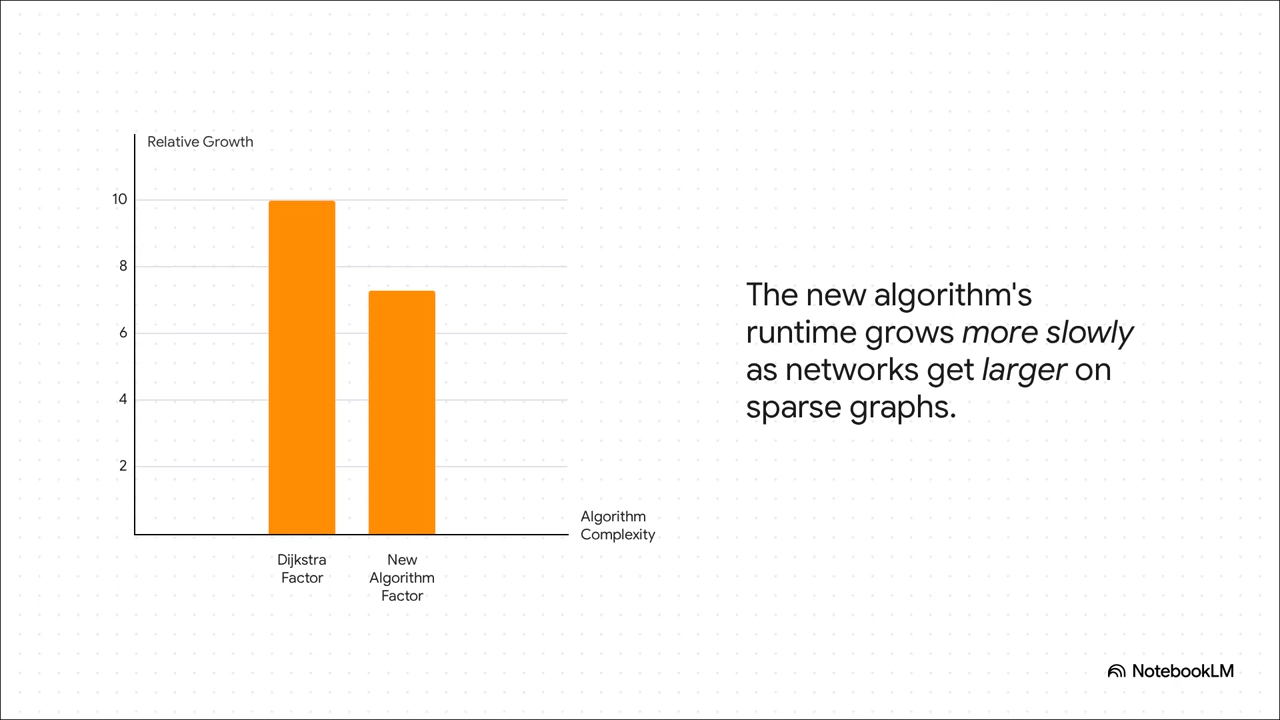 Relative Growth
10
8
6
4
2
Algorithm
Complexity
Dijkstra
Factor
New
Algorithm
Factor
The new algorithm's
runtime grows more slowly
as networks get larger on
sparse graphs.
NotebookLM